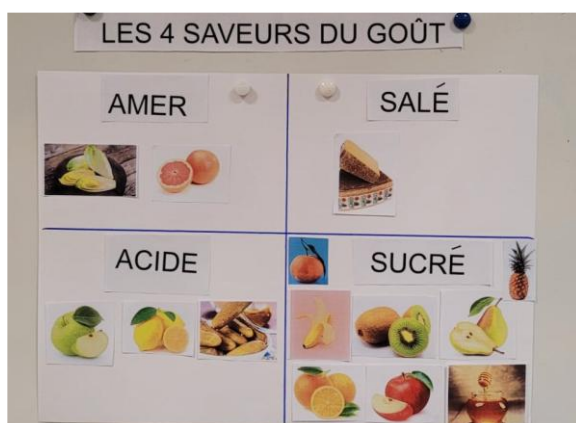 LES 4 SAVEURS DU GOÛT
AMER
SALÉ
ACIDE
SUCRÉ